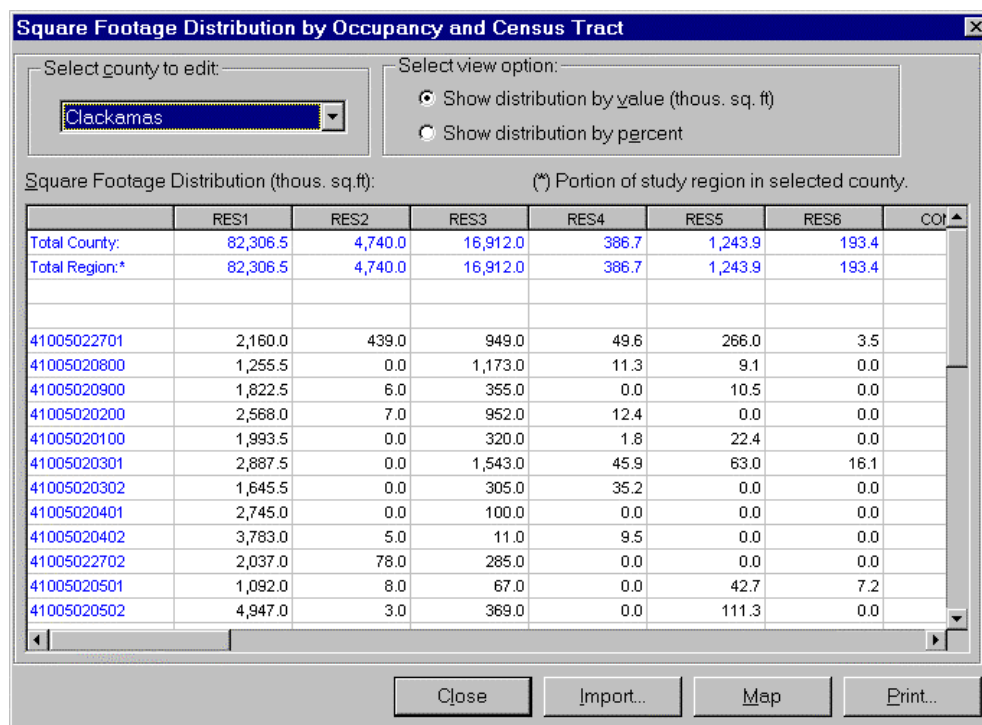 Square Footage Distribution by Occupancy and Census Tract
Select county to edit:
Clackamas
Select view option:
Show distribution by value (thous. sq. ft)
Show distribution by percent
Square Footage Distribution (thous. sq.ft):
(*) Portion of study region in selected county.
RES1 RES2 RES3 RES4 RES5 RES6 CO
Total County: 82,306.5 4,740.0 16,912.0 386.7 1,243.9 193.4
Total Region:* 82,306.5 4,740.0 16,912.0 386.7 1,243.9 193.4
41005022701 2,160.0 439.0 949.0 49.6 266.0 3.5
41005020800 1,255.5 0.0 1,173.0 11.3 9.1 0.0
41005020900 1,822.5 6.0 355.0 0.0 10.5 0.0
41005020200 2,568.0 7.0 952.0 12.4 0.0 0.0
41005020100 1,993.5 0.0 320.0 1.8 22.4 0.0
41005020301 2,887.5 0.0 1,543.0 45.9 63.0 16.1
41005020302 1,645.5 0.0 305.0 35.2 0.0 0.0
41005020401 2,745.0 0.0 100.0 0.0 0.0 0.0
41005020402 3,783.0 5.0 11.0 9.5 0.0 0.0
41005022702 2,037.0 78.0 285.0 0.0 0.0 0.0
41005020501 1,092.0 8.0 67.0 0.0 42.7 7.2
41005020502 4,947.0 3.0 369.0 0.0 111.3 0.0
Close Import... Map Print...